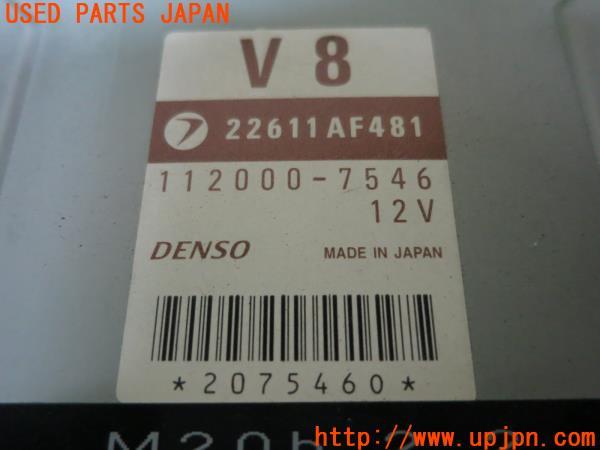 USED PARTS JAPAN
V 8
22611AF481
112000-7546
12V
DENSO
MADE IN JAPAN
*2075460*
http://www.upjpn.com